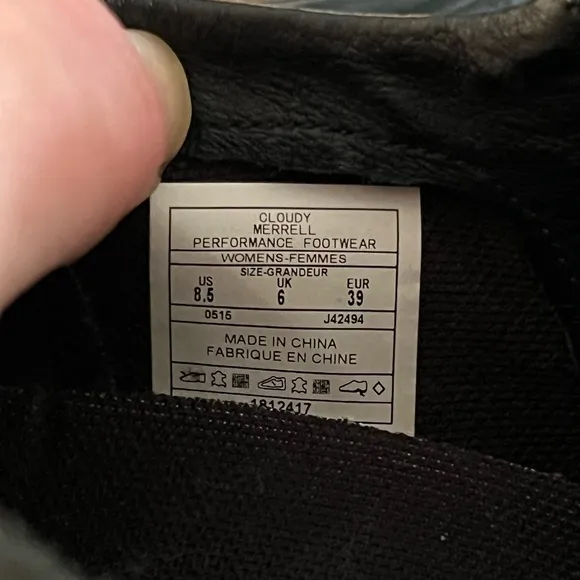 CLOUDY
MERRELL
PERFORMANCE FOOTWEAR
WOMENS-FEMMES
SIZE-GRANDEUR
US UK EUR
8.5 6 39
0515 J42494
MADE IN CHINA
FABRIQUE EN CHINE
1812417